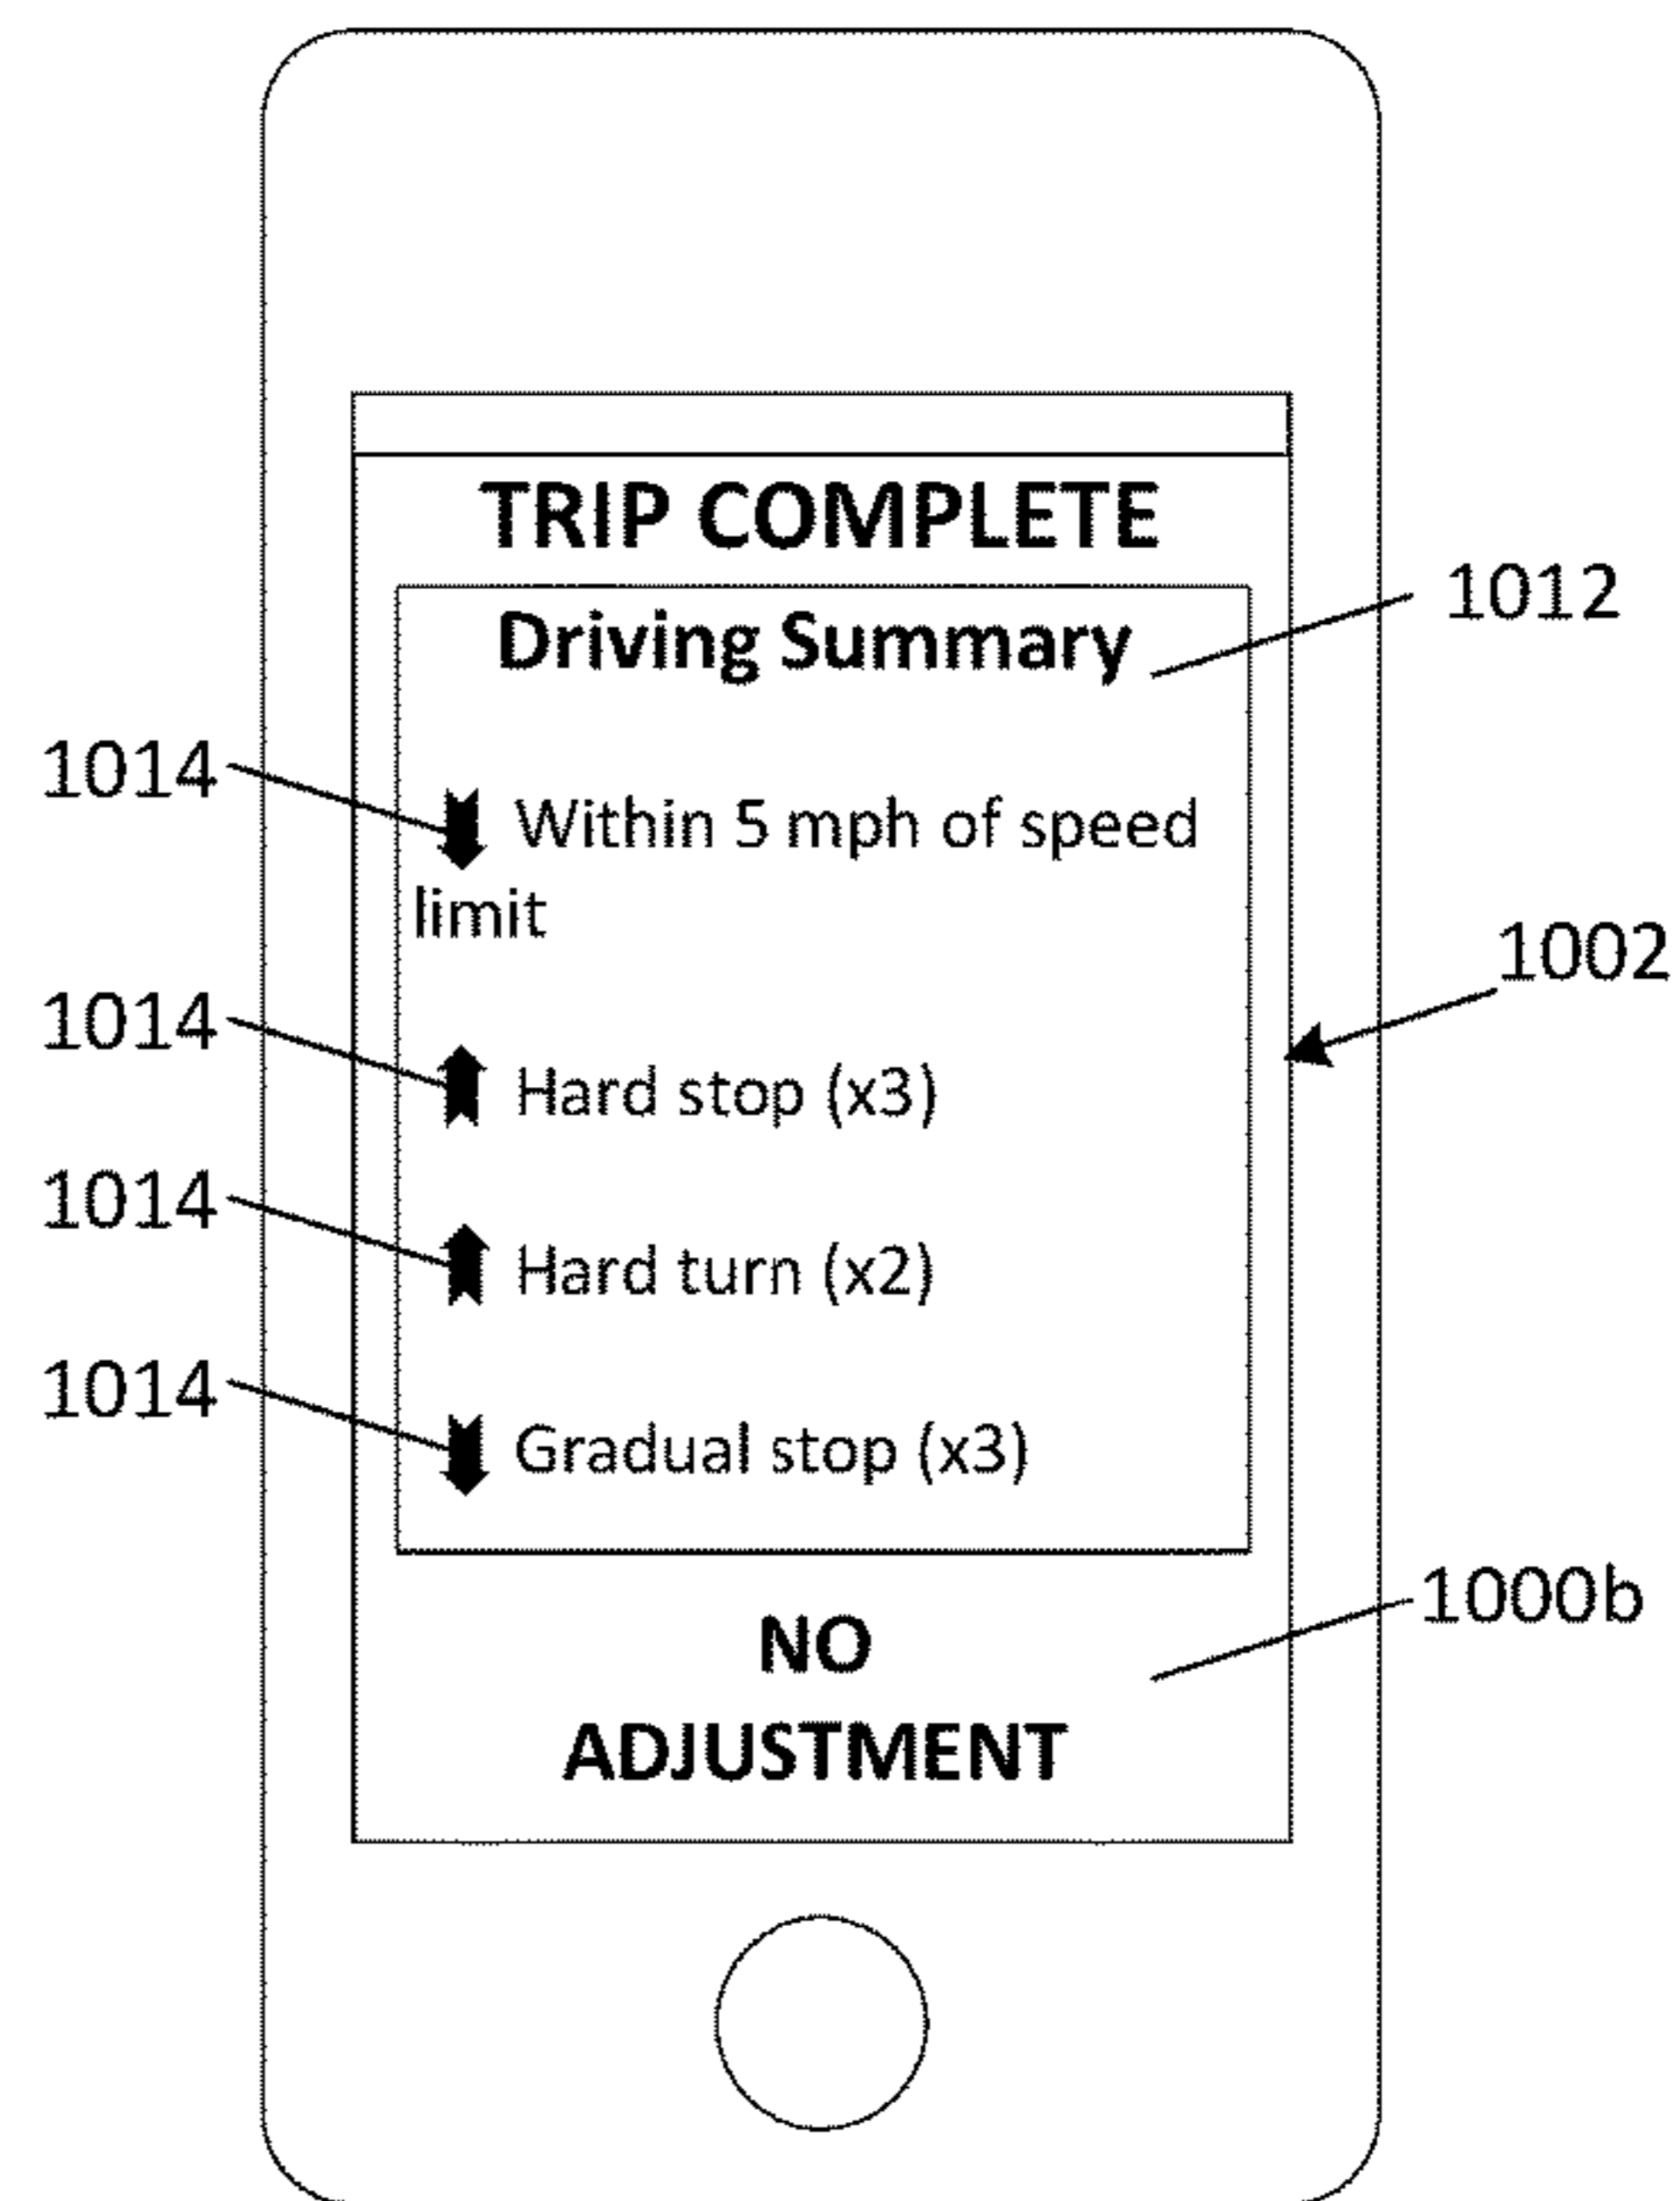 TRIP COMPLETE
1012
Driving Summary
1014
Within 5 mph of speed
limit
1002
1014
Hard stop (x3)
1014
Hard turn (x2)
1014
Gradual stop (x3)
1000b
NO
ADJUSTMENT